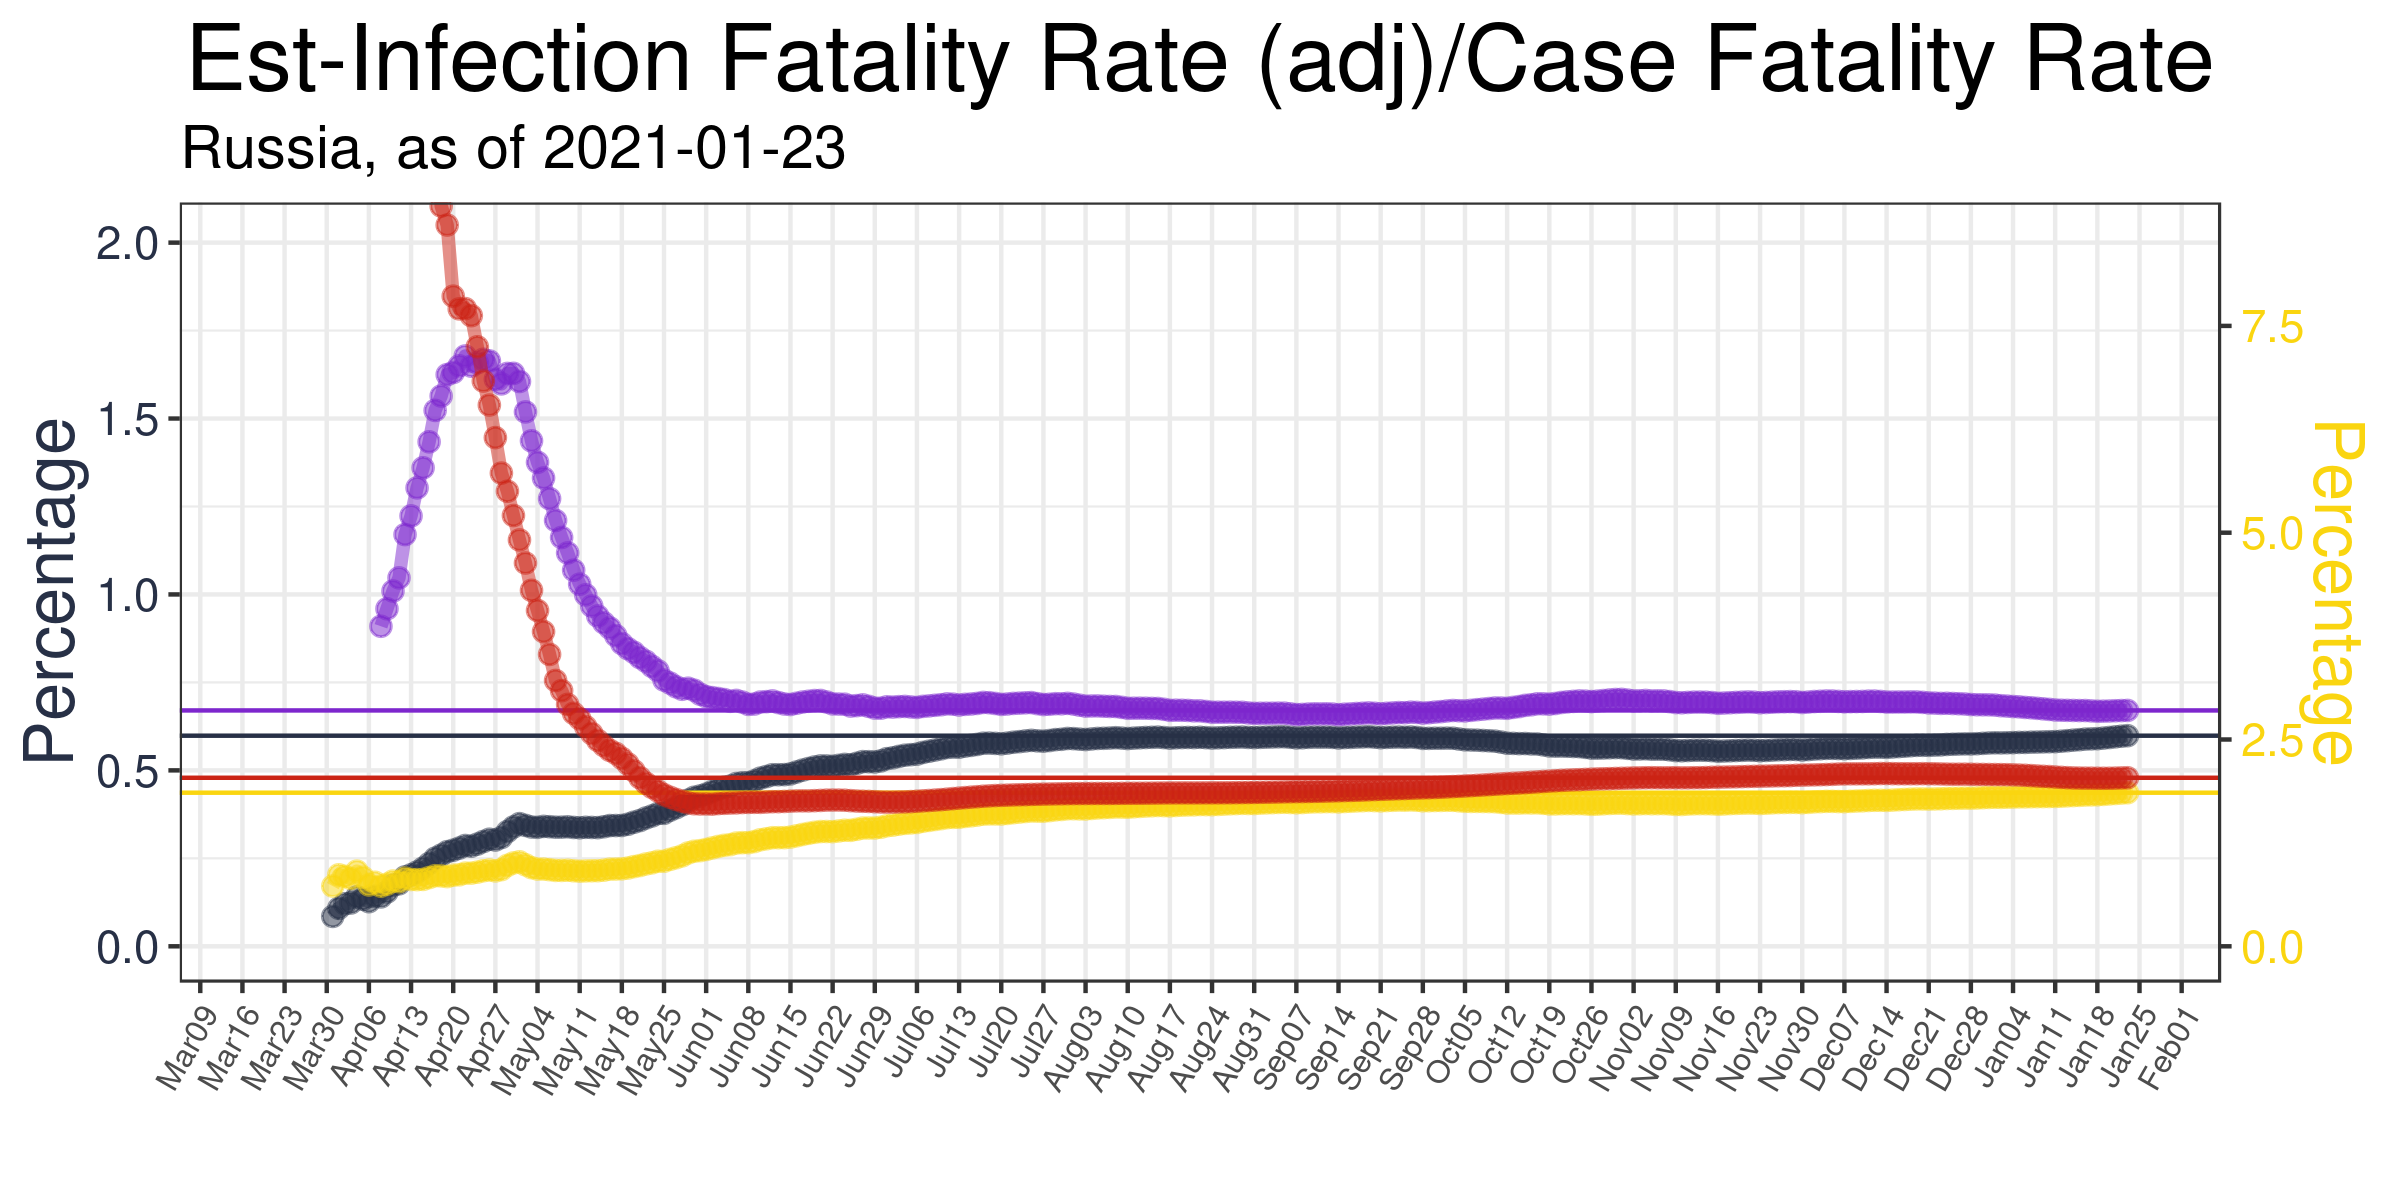 Est-Infection Fatality Rate (adj)/Case Fatality Rate
Russia, as of 2021-01-23
Percentage
2.0
1.5
1.0
0.5
0.0
7.5
5.0
2.5
0.0
Percentage
Mar09 Mar16 Mar23 Mar30 Apr06 Apr13 Apr20 Apr27 May04 May11 May18 May25 Jun01 Jun08 Jun15 Jun22 Jun29 Jul06 Jul13 Jul20 Jul27 Aug03 Aug10 Aug17 Aug24 Aug31 Sep07 Sep14 Sep21 Sep28 Oct05 Oct12 Oct19 Oct26 Nov02 Nov09 Nov16 Nov23 Nov30 Dec07 Dec14 Dec21 Dec28 Jan04 Jan11 Jan18 Jan25 Feb01